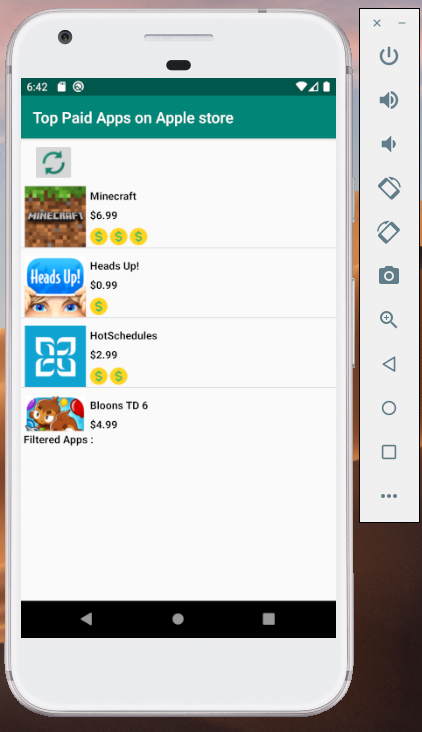 6:42
Top Paid Apps on Apple store
Minecraft
MINECRAFT
$6.99
$ $ $
Heads Up!
Heads Up!
$0.99
$
HotSchedules
$2.99
$ $
Bloons TD 6
$4.99
Filtered Apps :